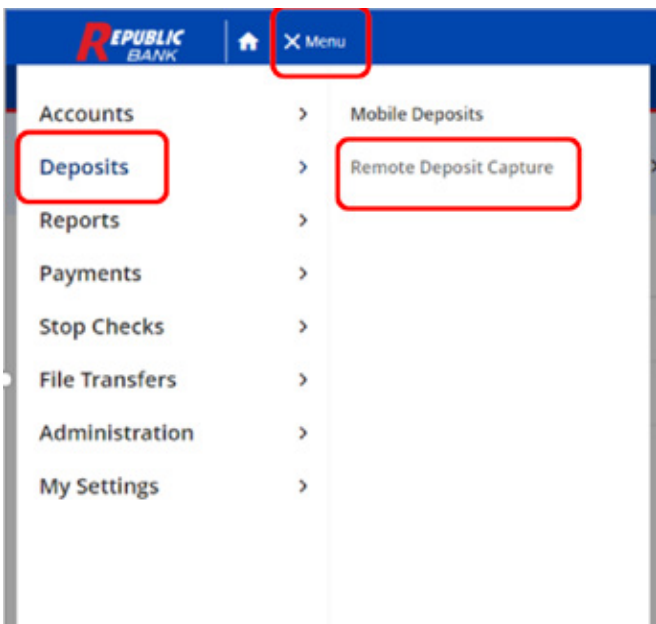 REPUBLIC
BANK
Menu
Accounts
Deposits
Reports
Payments
Stop Checks
File Transfers
Administration
My Settings
Mobile Deposits
Remote Deposit Capture